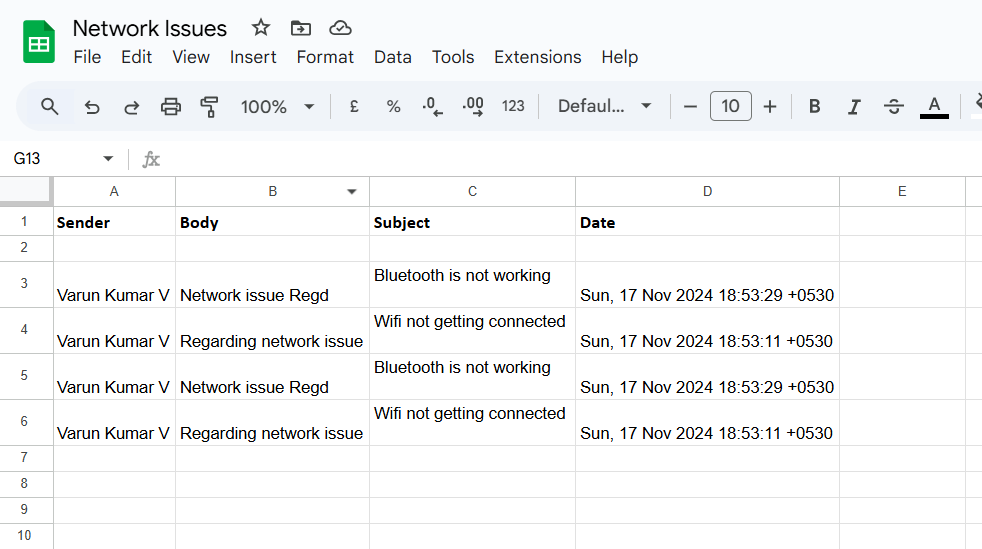 Network Issues
File Edit View Insert Format Data Tools Extensions Help
100% £ % .0 .00 123 Defaul... 10 B I A
G13 fx
A B C D E
1 Sender Body Subject Date
2
3 Varun Kumar V Network issue Regd Bluetooth is not working Sun, 17 Nov 2024 18:53:29 +0530
4 Varun Kumar V Regarding network issue Wifi not getting connected Sun, 17 Nov 2024 18:53:11 +0530
5 Varun Kumar V Network issue Regd Bluetooth is not working Sun, 17 Nov 2024 18:53:29 +0530
6 Varun Kumar V Regarding network issue Wifi not getting connected Sun, 17 Nov 2024 18:53:11 +0530
7
8
9
10